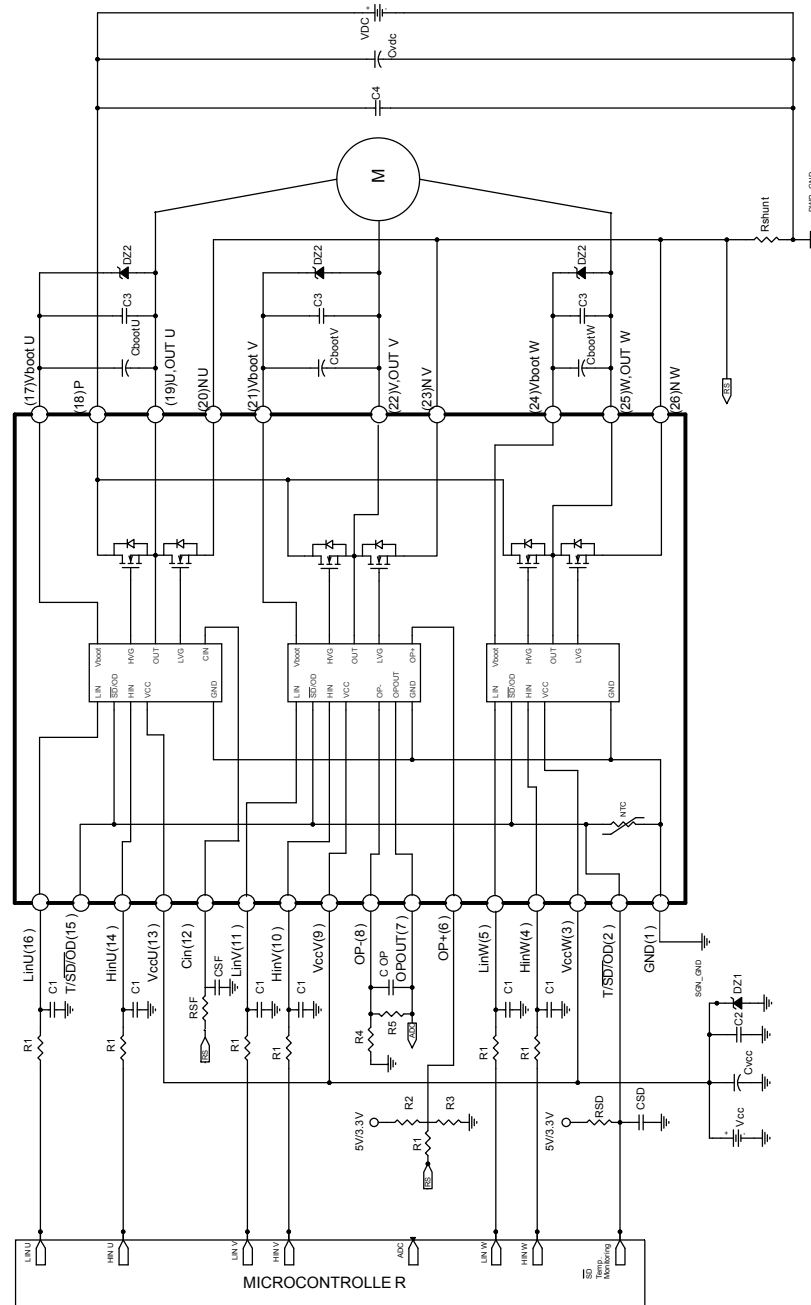 VDC
+
Cvdc
C4
M
Rshunt
DZ2
C3
CbootU
DZ2
C3
CbootV
DZ2
C3
CbootW
RS
(17)Vboot U
(18)P
(19)U,OUT U
(20)NU
(21)Vboot V
(22)V,OUT V
(23)N V
(24)Vboot W
(25)W,OUT W
(26)N W
LIN
SD/OD
HIN
VCC
GND
Vboot
HVG
OUT
LVG
CIN
LIN
SD/OD
HIN
VCC
OP-
OPOUT
GND
Vboot
HVG
OUT
LVG
OP+
LIN
SD/OD
HIN
VCC
GND
Vboot
HVG
OUT
LVG
NTC
LinU(16)
T/SD/OD(15)
HinU(14)
VccU(13)
Cin(12)
LinV(11)
HinV(10)
VccV(9)
OP-(8)
OPOUT(7)
OP+(6)
LinW(5)
HinW(4)
VccW(3)
T/SD/OD(2)
GND(1)
SGN_GND
R1
C1
R1
C1
RSF
CSF
RS
R1
C1
R1
C1
R4
C OP
R5
ADC
5V/3.3V
R2
R3
R1
RS
R1
C1
R1
C1
5V/3.3V
RSD
CSD
+
Vcc
Cvcc
C2
DZ1
LIN U
HIN U
LIN V
HIN V
ADC
LIN W
HIN W
SD
Temp.
Monitoring
MICROCONTROLLE R